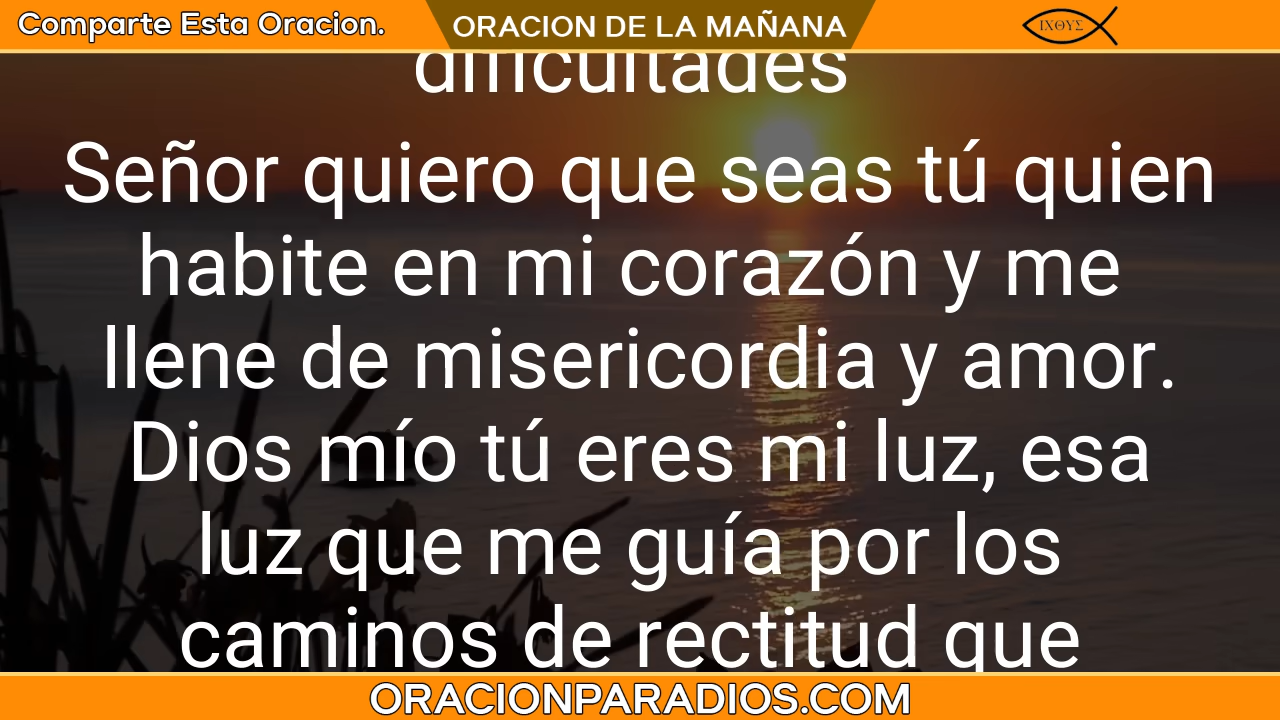 Comparte Esta Oracion.
ORACION DE LA MAÑANA
ΙΧΘΥΣ
dificultades
Señor quiero que seas tú quien
habite en mi corazón y me
llene de misericordia y amor.
Dios mío tú eres mi luz, esa
luz que me guía por los
caminos de rectitud que
ORACIONPARADIOS.COM